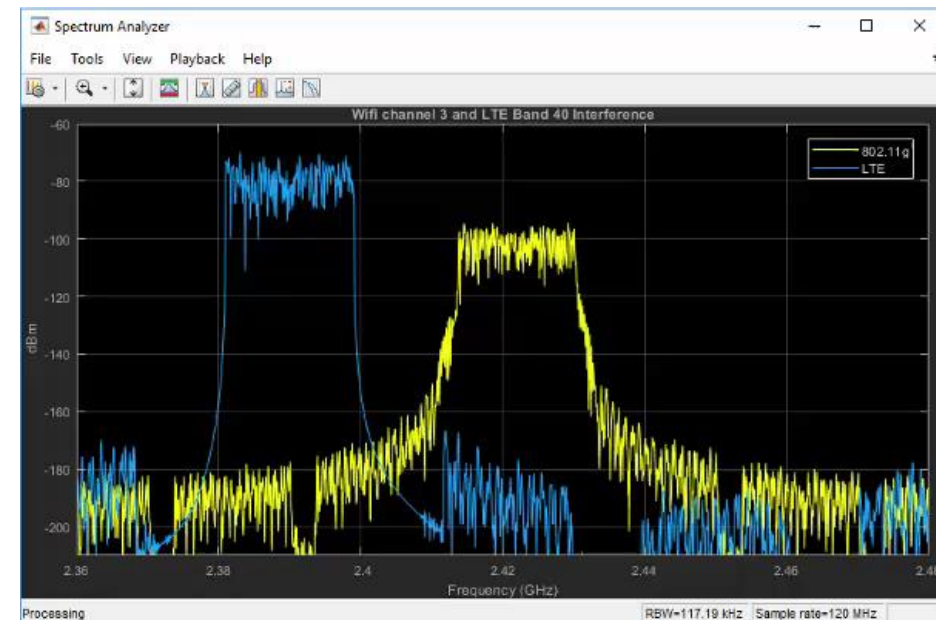 Spectrum Analyzer
File Tools View Playback Help
Wifi channel 3 and LTE Band 40 Interference
802.11g
LTE
dBm
-60
-80
-100
-120
-140
-160
-180
-200
2.36 2.38 2.4 2.42 2.44 2.46 2.48
Frequency (GHz)
Processing RBW=117.19 kHz Sample rate=120 MHz